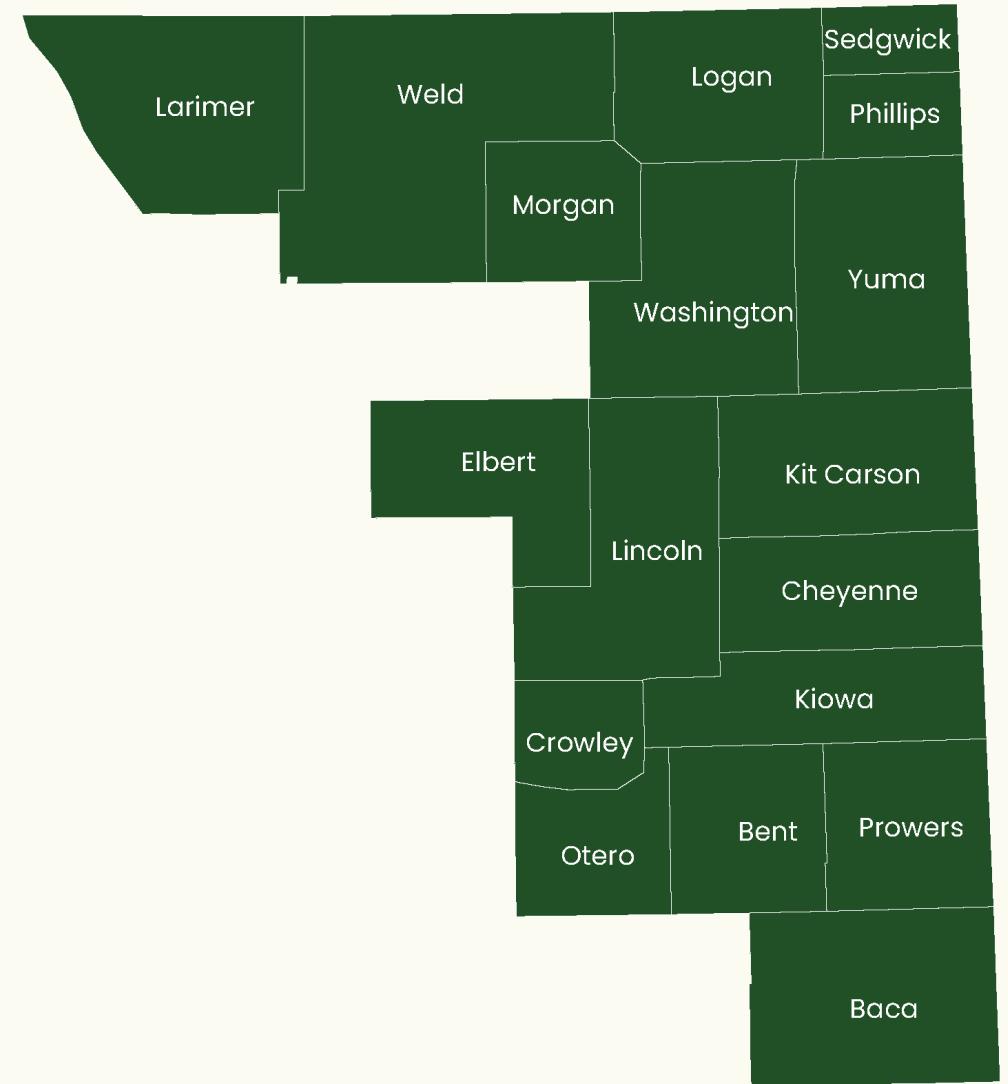 Sedgwick
Logan
Weld
Larimer
Phillips
Morgan
Yuma
Washington
Elbert
Kit Carson
Lincoln
Cheyenne
Kiowa
Crowley
Prowers
Bent
Otero
Baca